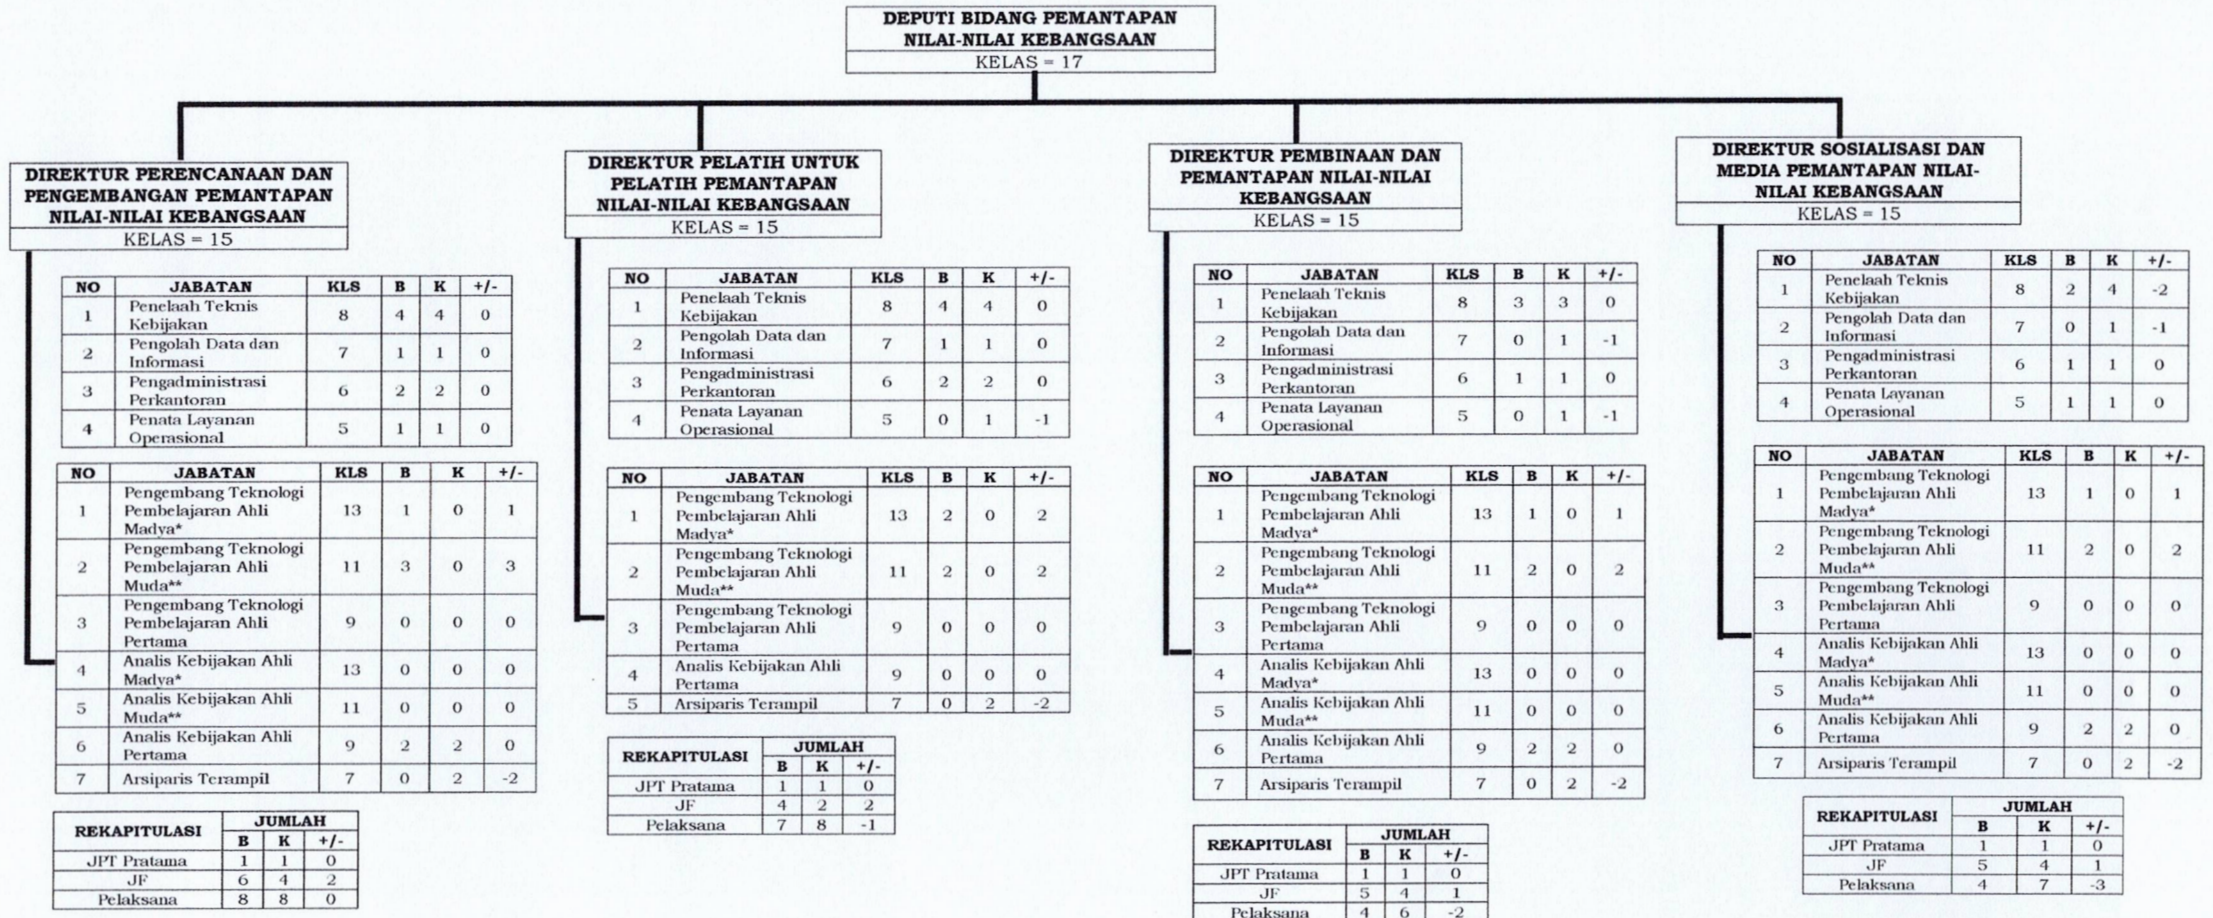 DEPUTI BIDANG PEMANTAPAN
NILAI-NILAI KEBANGSAAN
KELAS = 17
DIREKTUR PERENCANAAN DAN
PENGEMBANGAN PEMANTAPAN
NILAI-NILAI KEBANGSAAN
KELAS = 15
NO JABATAN KLS B K +/-
1 Penelaah Teknis
Kebijakan 8 4 4 0
2 Pengolah Data dan
Informasi 7 1 1 0
3 Pengadministrasi
Perkantoran 6 2 2 0
4 Penata Layanan
Operasional 5 1 1 0
NO JABATAN KLS B K +/-
Pengembang Teknologi
1 Pembelajaran Ahli 13 1 0 1
Madya*
Pengembang Teknologi
2 Pembelajaran Ahli 11 3 0 3
Muda**
Pengembang Teknologi
3 Pembelajaran Ahli 9 0 0 0
Pertama
4 Analis Kebijakan Ahli
Madya* 13 0 0 0
5 Analis Kebijakan Ahli
Muda** 11 0 0 0
6 Analis Kebijakan Ahli
Pertama 9 2 2 0
7 Arsiparis Terampil 7 0 2 -2
REKAPITULASI JUMLAH
B K +/-
JPT Pratama 1 1 0
JF 6 4 2
Pelaksana 8 8 0
DIREKTUR PELATIH UNTUK
PELATIH PEMANTAPAN
NILAI-NILAI KEBANGSAAN
KELAS = 15
NO JABATAN KLS B K +/-
1 Penelaah Teknis
Kebijakan 8 4 4 0
2 Pengolah Data dan
Informasi 7 1 1 0
3 Pengadministrasi
Perkantoran 6 2 2 0
4 Penata Layanan
Operasional 5 0 1 -1
NO JABATAN KLS B K +/-
Pengembang Teknologi
1 Pembelajaran Ahli 13 2 0 2
Madya*
Pengembang Teknologi
2 Pembelajaran Ahli 11 2 0 2
Muda**
Pengembang Teknologi
3 Pembelajaran Ahli 9 0 0 0
Pertama
4 Analis Kebijakan Ahli
Pertama 9 0 0 0
5 Arsiparis Terampil 7 0 2 -2
REKAPITULASI JUMLAH
B K +/-
JPT Pratama 1 1 0
JF 4 2 2
Pelaksana 7 8 -1
DIREKTUR PEMBINAAN DAN
PEMANTAPAN NILAI-NILAI
KEBANGSAAN
KELAS = 15
NO JABATAN KLS B K +/-
1 Penelaah Teknis
Kebijakan 8 3 3 0
2 Pengolah Data dan
Informasi 7 0 1 -1
3 Pengadministrasi
Perkantoran 6 1 1 0
4 Penata Layanan
Operasional 5 0 1 -1
NO JABATAN KLS B K +/-
Pengembang Teknologi
1 Pembelajaran Ahli 13 1 0 1
Madya*
Pengembang Teknologi
2 Pembelajaran Ahli 11 2 0 2
Muda**
Pengembang Teknologi
3 Pembelajaran Ahli 9 0 0 0
Pertama
4 Analis Kebijakan Ahli
Madya* 13 0 0 0
5 Analis Kebijakan Ahli
Muda** 11 0 0 0
6 Analis Kebijakan Ahli
Pertama 9 2 2 0
7 Arsiparis Terampil 7 0 2 -2
REKAPITULASI JUMLAH
B K +/-
JPT Pratama 1 1 0
JF 5 4 1
Pelaksana 4 6 -2
DIREKTUR SOSIALISASI DAN
MEDIA PEMANTAPAN NILAI-
NILAI KEBANGSAAN
KELAS = 15
NO JABATAN KLS B K +/-
1 Penelaah Teknis
Kebijakan 8 2 4 -2
2 Pengolah Data dan
Informasi 7 0 1 -1
3 Pengadministrasi
Perkantoran 6 1 1 0
4 Penata Layanan
Operasional 5 1 1 0
NO JABATAN KLS B K +/-
Pengembang Teknologi
1 Pembelajaran Ahli 13 1 0 1
Madya*
Pengembang Teknologi
2 Pembelajaran Ahli 11 2 0 2
Muda**
Pengembang Teknologi
3 Pembelajaran Ahli 9 0 0 0
Pertama
4 Analis Kebijakan Ahli
Madya* 13 0 0 0
5 Analis Kebijakan Ahli
Muda** 11 0 0 0
6 Analis Kebijakan Ahli
Pertama 9 2 2 0
7 Arsiparis Terampil 7 0 2 -2
REKAPITULASI JUMLAH
B K +/-
JPT Pratama 1 1 0
JF 5 4 1
Pelaksana 4 7 -3